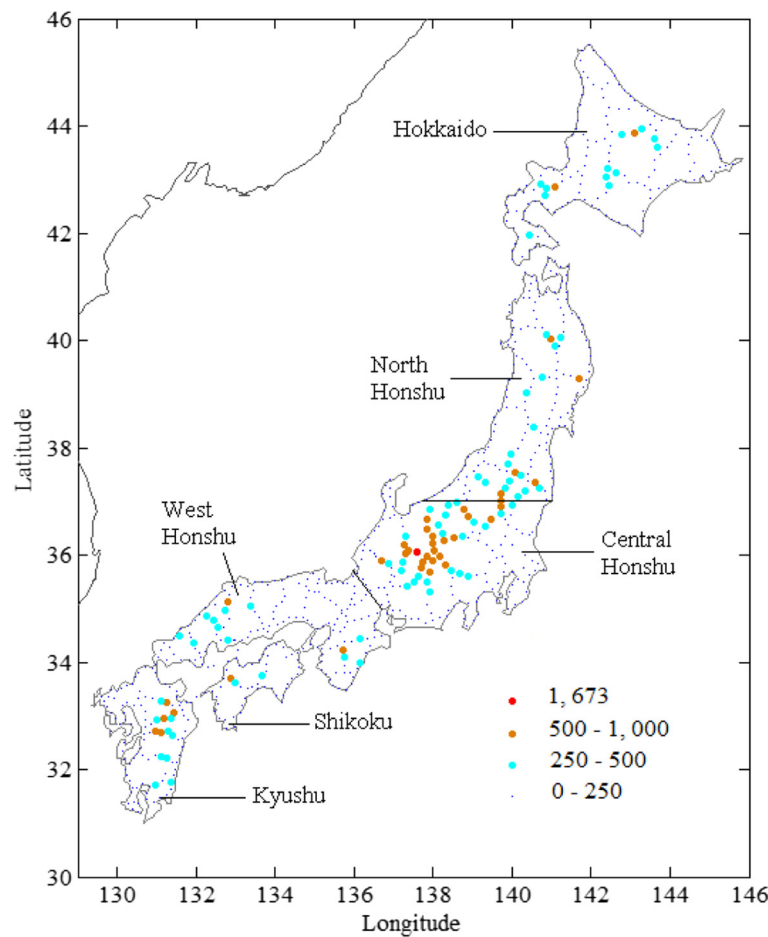 46
44
Hokkaido
42
40
North
Honshu
38
Latitude
West
Honshu
36
Central
Honshu
34
1, 673
Shikoku
500 - 1, 000
250 - 500
32
Kyushu
0 - 250
30
130 132 134 136 138 140 142 144 146
Longitude